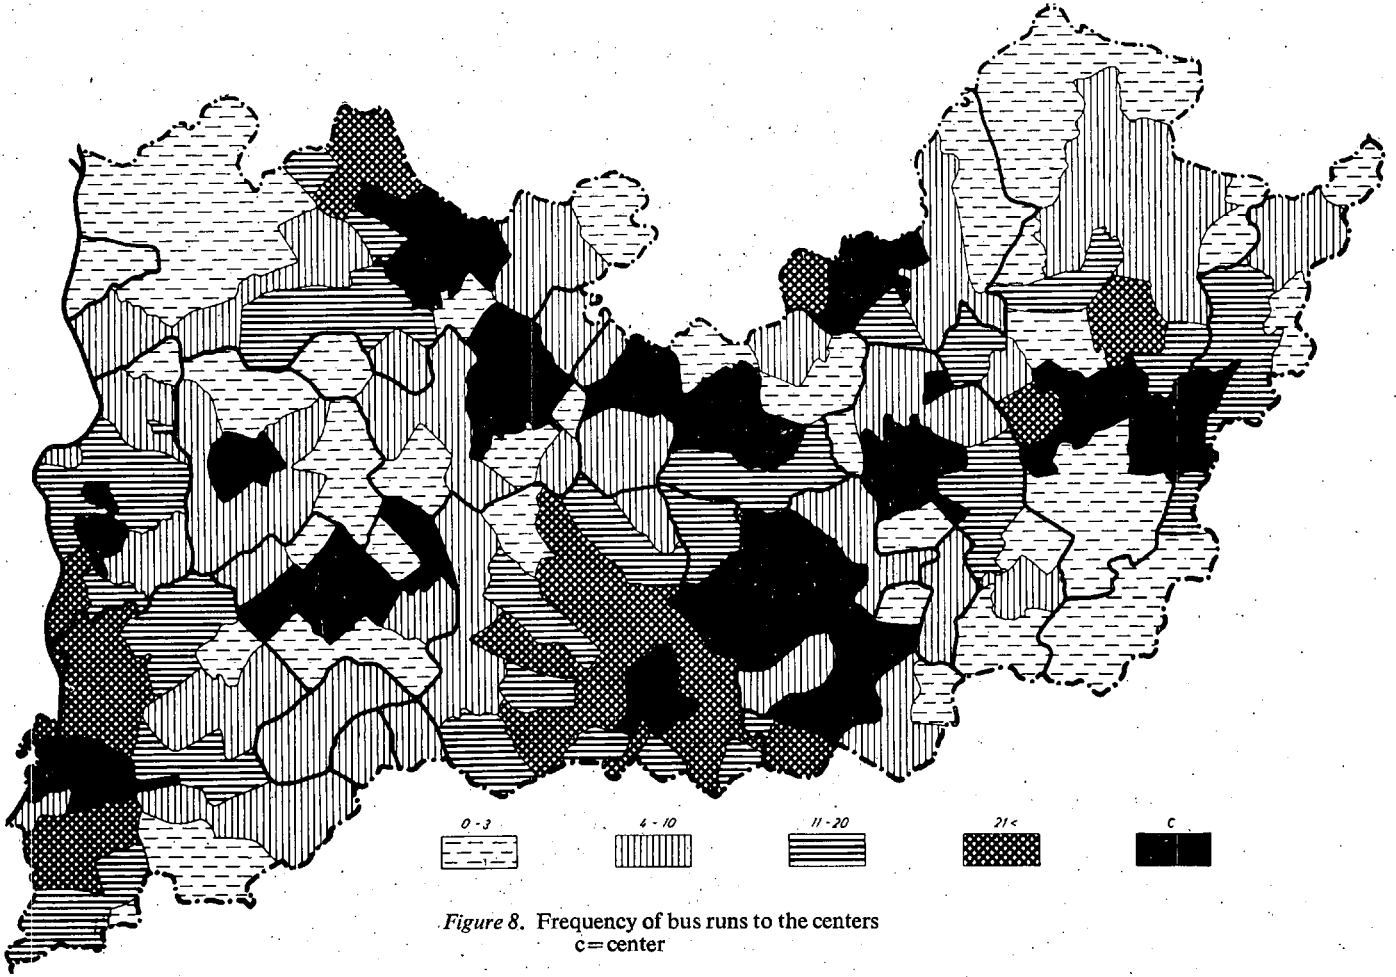 0-3 4-10 11-20 21< C
Figure 8. Frequency of bus runs to the centers
c=center